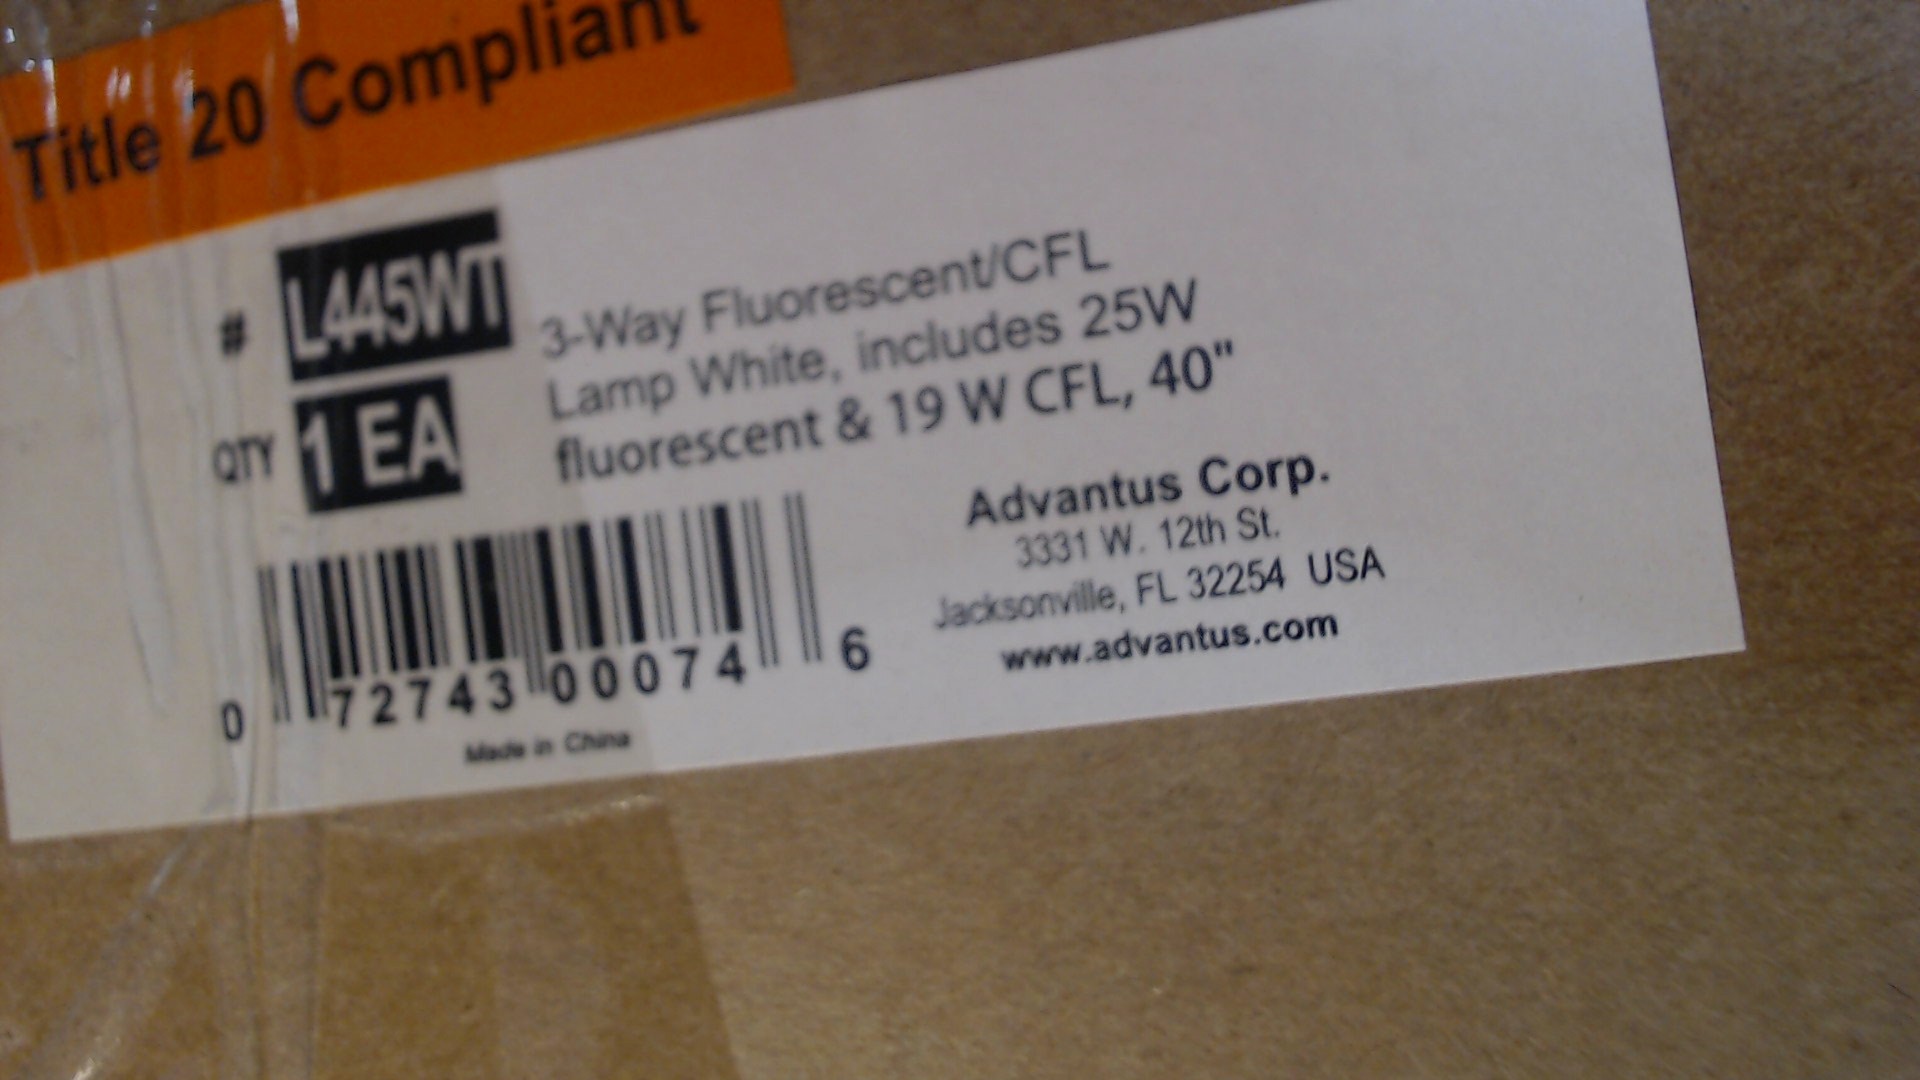 Title 20 Compliant
# L445WT
QTY 1 EA
3-Way Fluorescent/CFL
Lamp White, includes 25W
fluorescent & 19 W CFL, 40"
Advantus Corp.
3331 W. 12th St.
Jacksonville, FL 32254 USA
www.advantus.com
0 72743 00074 6
Made in China